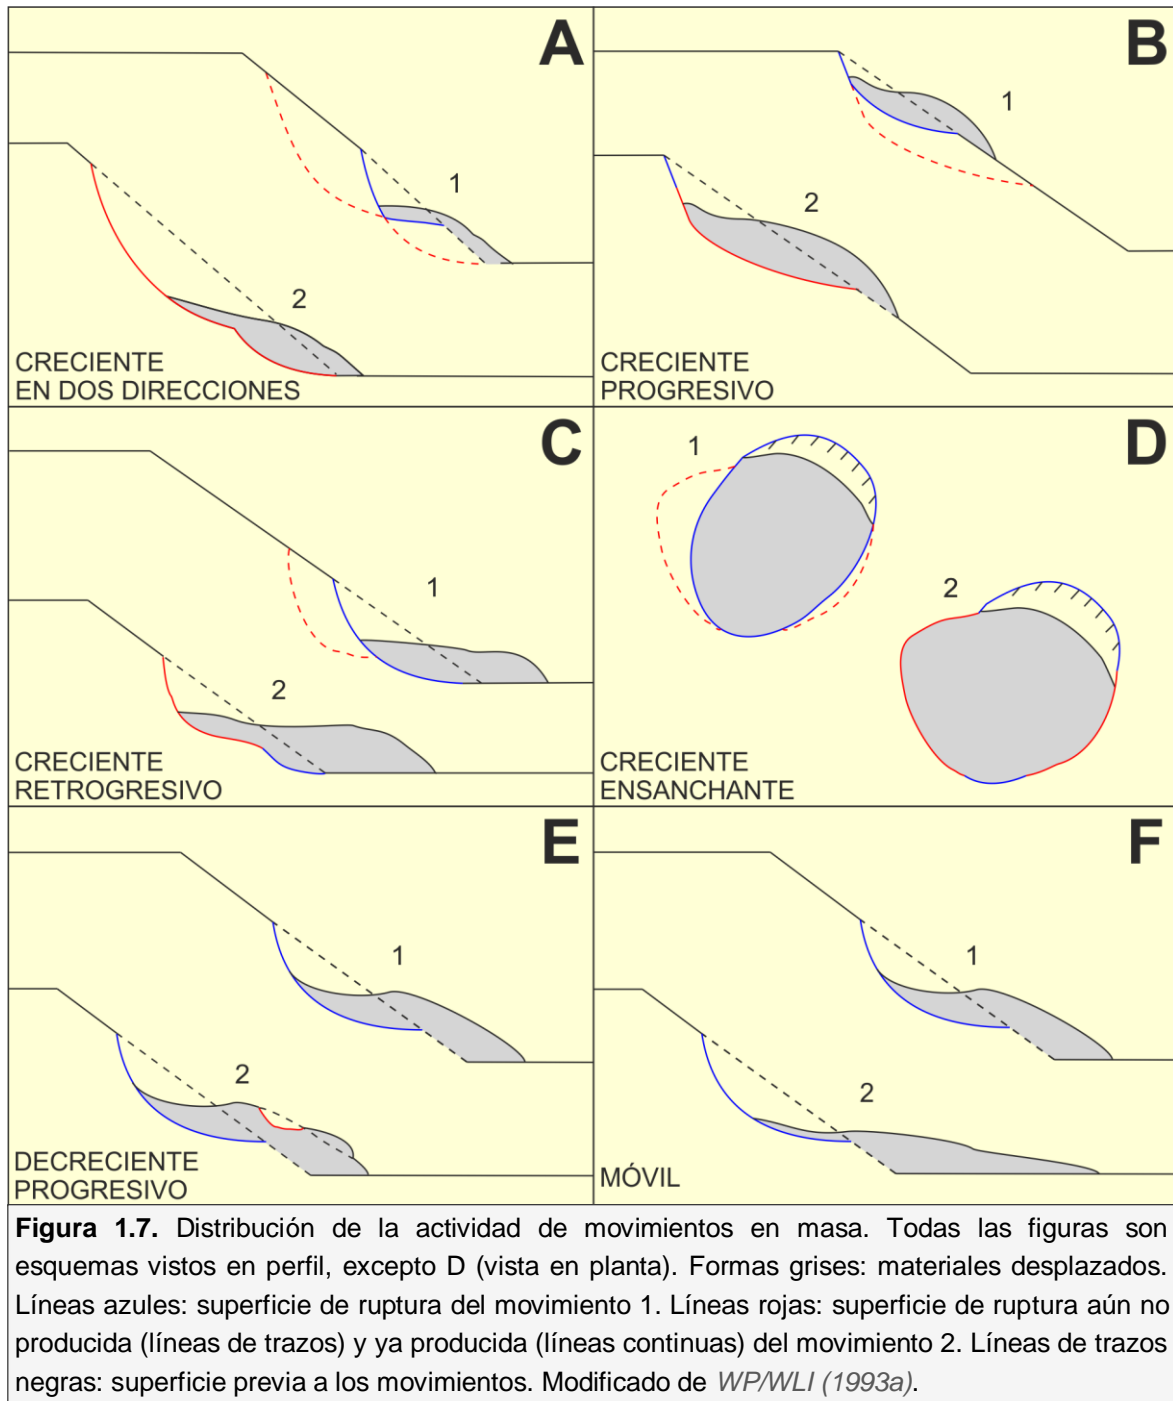 A
1
2
CRECIENTE
EN DOS DIRECCIONES
B
1
2
CRECIENTE
PROGRESIVO
C
1
2
CRECIENTE
RETROGRESIVO
D
1
2
CRECIENTE
ENSANCHANTE
E
1
2
DECRECIENTE
PROGRESIVO
F
1
2
MÓVIL
Figura 1.7. Distribución de la actividad de movimientos en masa. Todas las figuras son
esquemas vistos en perfil, excepto D (vista en planta). Formas grises: materiales desplazados.
Líneas azules: superficie de ruptura del movimiento 1. Líneas rojas: superficie de ruptura aún no
producida (líneas de trazos) y ya producida (líneas continuas) del movimiento 2. Líneas de trazos
negras: superficie previa a los movimientos. Modificado de WP/WLI (1993a).